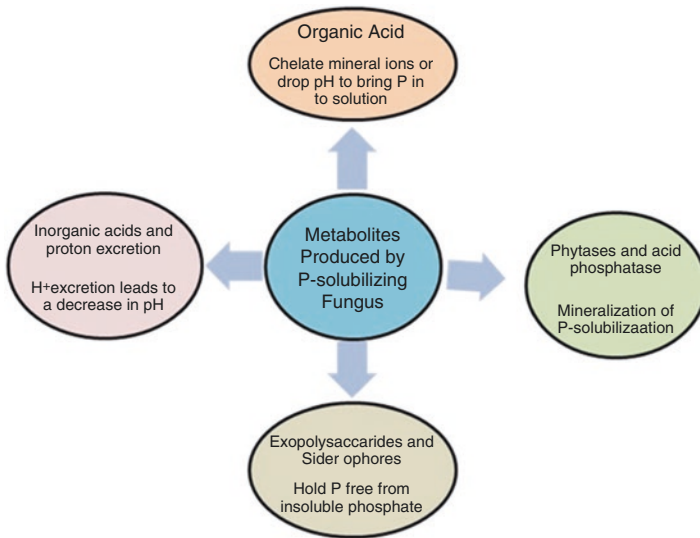 Organic Acid
Chelate mineral ions or
drop pH to bring P in
to solution
Inorganic acids and
proton excretion
H+excretion leads to
a decrease in pH
Metabolites
Produced by
P-solubilizing
Fungus
Phytases and acid
phosphatase
Mineralization of
P-solubilizaation
Exopolysaccarides and
Sider ophores
Hold P free from
insoluble phosphate